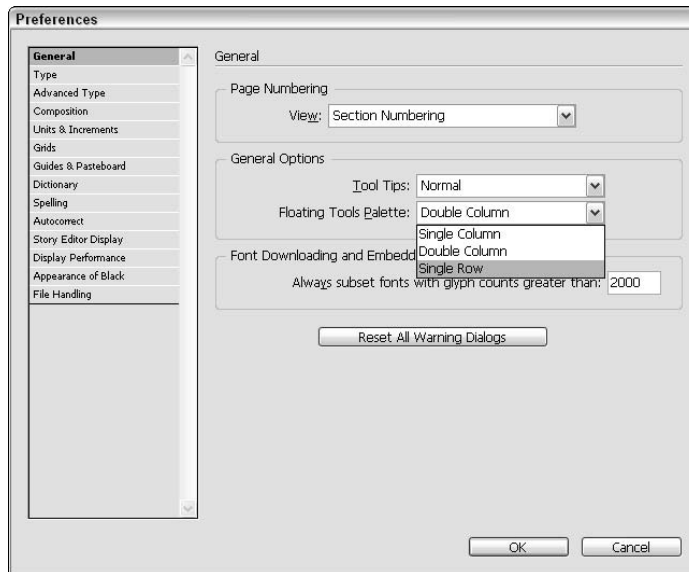 Preferences
General
Type
Advanced Type
Composition
Units & Increments
Grids
Guides & Pasteboard
Dictionary
Spelling
Autocorrect
Story Editor Display
Display Performance
Appearance of Black
File Handling
General
Page Numbering
View: Section Numbering
General Options
Tool Tips: Normal
Floating Tools Palette: Double Column
Single Column
Double Column
Single Row
Font Downloading and Embedd
Always subset fonts with glyph counts greater than: 2000
Reset All Warning Dialogs
OK Cancel